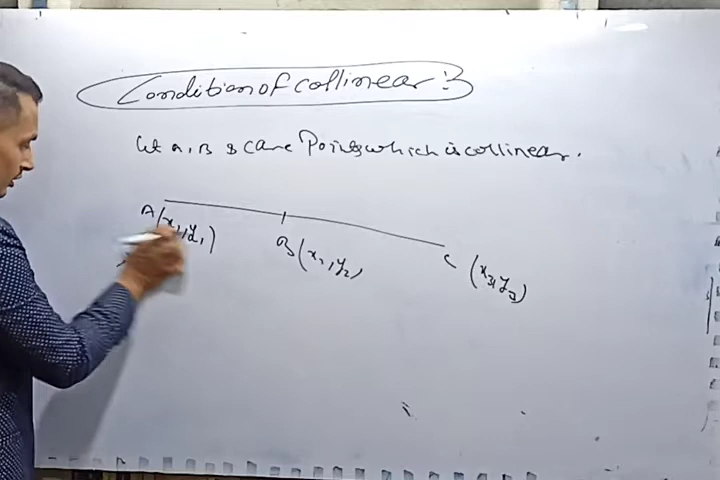 Condition of collinear :-
Let A, B & C are Points which is collinear.
A(x₁, y₁)
B(x₂, y₂)
C (x₃, y₃)